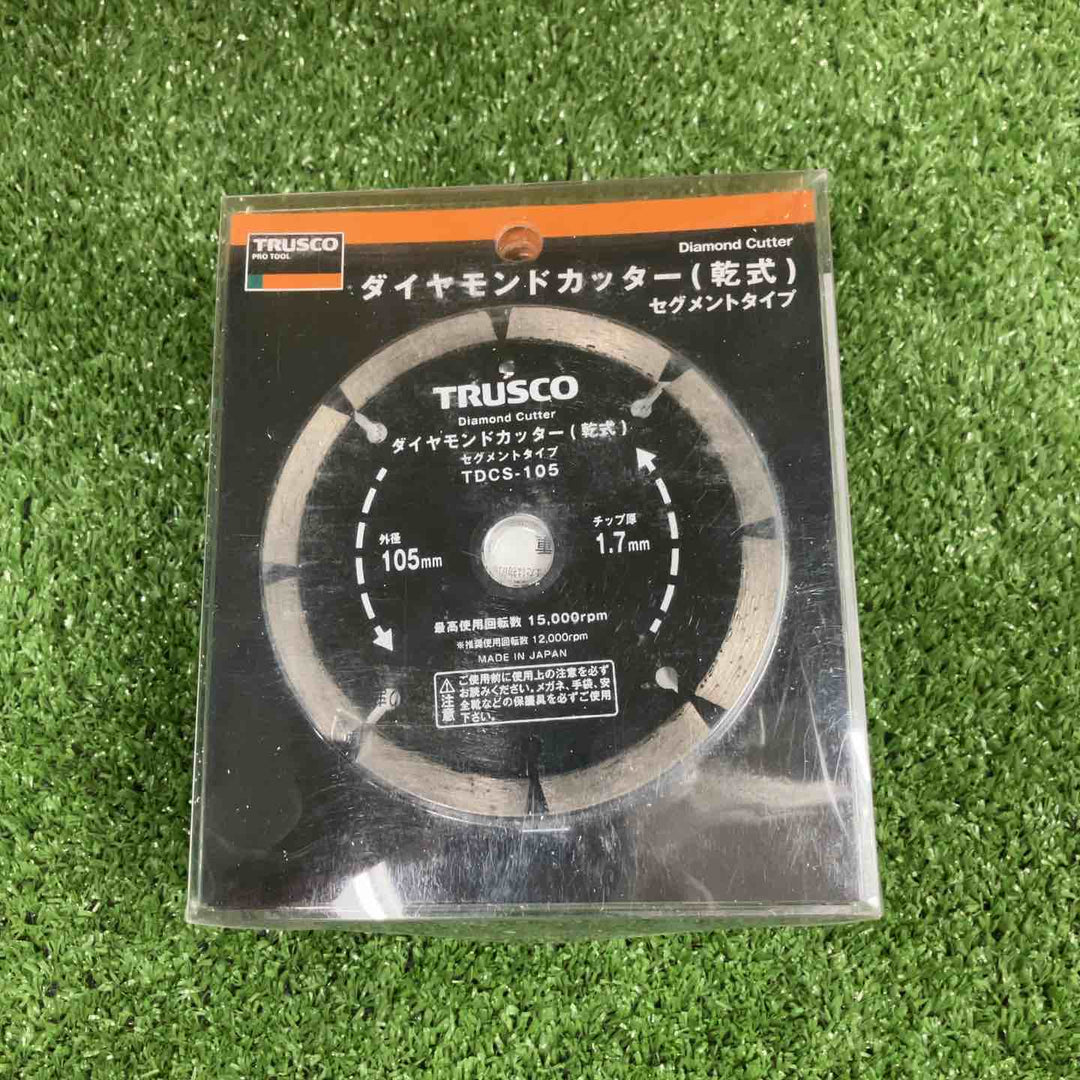 TRUSCO
PRO TOOL
Diamond Cutter
ダイヤモンドカッター(乾式)
セグメントタイプ
TRUSCO
Diamond Cutter
ダイヤモンドカッター(乾式)
セグメントタイプ
TDCS-105
外径
105mm
チップ厚
1.7mm
重
最高使用回転数 15,000rpm
※推奨使用回転数 12,000rpm
MADE IN JAPAN
注意
ご使用前に使用上の注意を必ず
お読みください。メガネ、手袋、安
全靴などの保護具を必ずご使用
下さい。